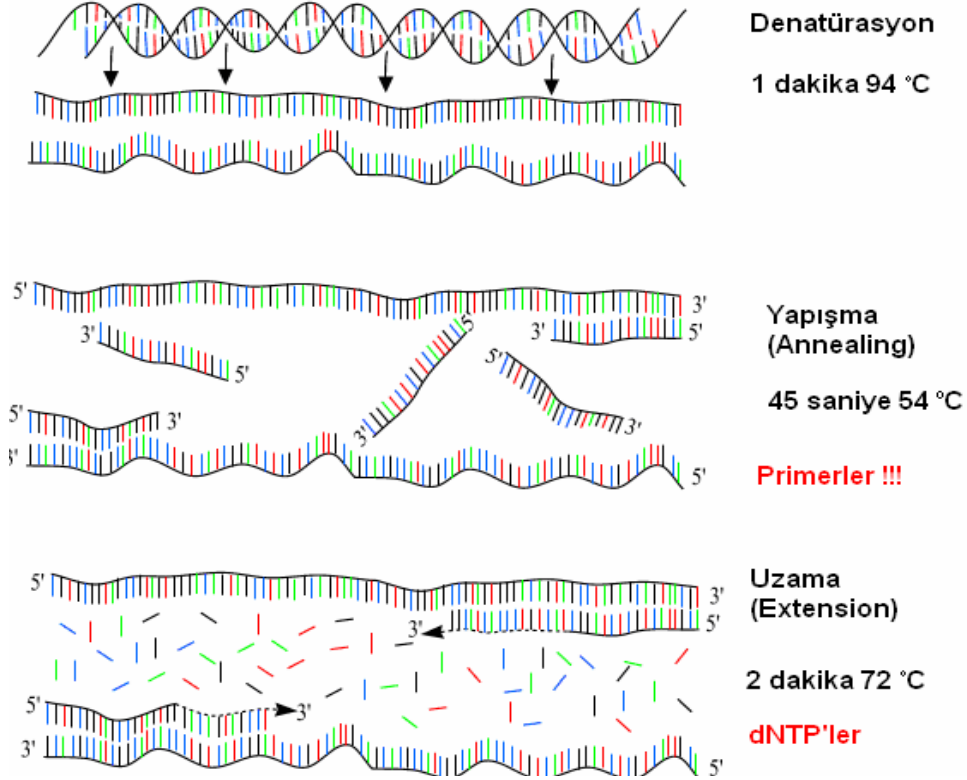 Denatürasyon
1 dakika 94 °C
5'
3'
3'
5'
5'
3'
5'
5'
5'
3'
3'
3'
3'
5'
Yapışma
(Annealing)
45 saniye 54 °C
Primerler !!!
5'
3'
3'
5'
5'
3'
3'
5'
Uzama
(Extension)
2 dakika 72 °C
dNTP'ler